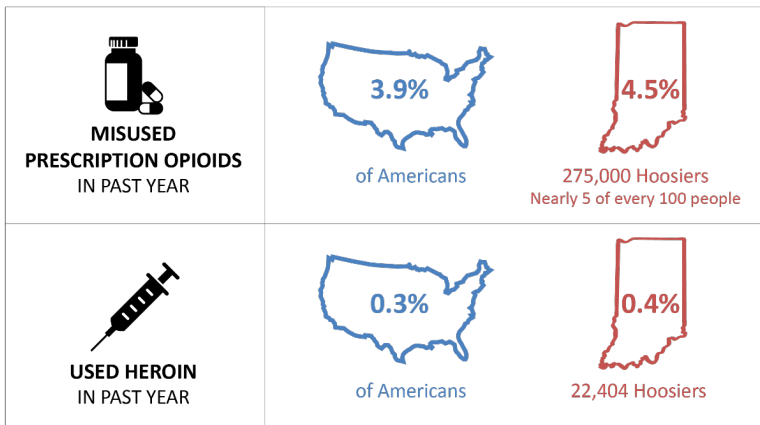 MISUSED
PRESCRIPTION OPIOIDS
IN PAST YEAR
3.9%
of Americans
4.5%
275,000 Hoosiers
Nearly 5 of every 100 people
USED HEROIN
IN PAST YEAR
0.3%
of Americans
0.4%
22,404 Hoosiers